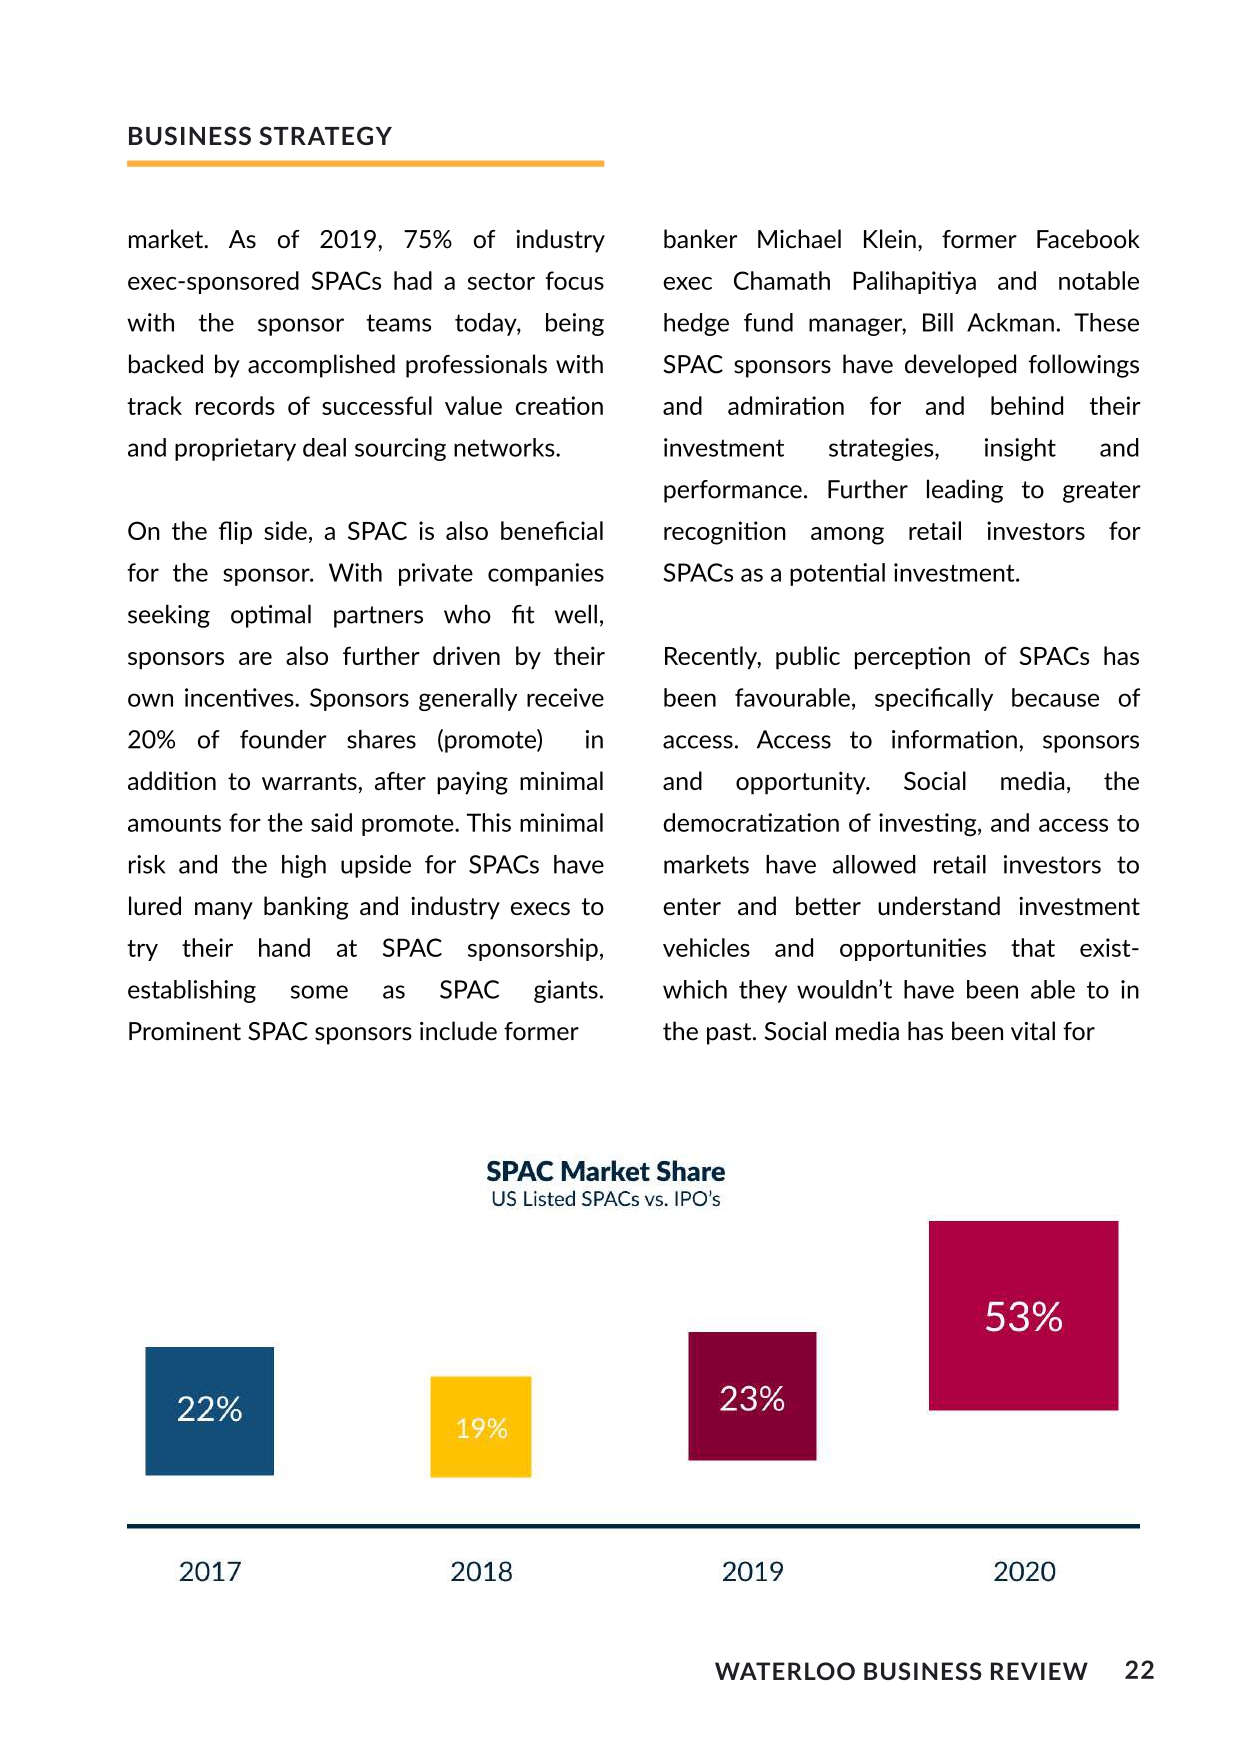 BUSINESS STRATEGY
market. As of 2019, 75% of industry
exec-sponsored SPACs had a sector focus
with the sponsor teams today, being
backed by accomplished professionals with
track records of successful value creation
and proprietary deal sourcing networks.
On the flip side, a SPAC is also beneficial
for the sponsor. With private companies
seeking optimal partners who fit well,
sponsors are also further driven by their
own incentives. Sponsors generally receive
20% of founder shares (promote) in
addition to warrants, after paying minimal
amounts for the said promote. This minimal
risk and the high upside for SPACs have
lured many banking and industry execs to
try their hand at SPAC sponsorship,
establishing some as SPAC giants.
Prominent SPAC sponsors include former
banker Michael Klein, former Facebook
exec Chamath Palihapitiya and notable
hedge fund manager, Bill Ackman. These
SPAC sponsors have developed followings
and admiration for and behind their
investment strategies, insight and
performance. Further leading to greater
recognition among retail investors for
SPACs as a potential investment.
Recently, public perception of SPACs has
been favourable, specifically because of
access. Access to information, sponsors
and opportunity. Social media, the
democratization of investing, and access to
markets have allowed retail investors to
enter and better understand investment
vehicles and opportunities that exist-
which they wouldn't have been able to in
the past. Social media has been vital for
SPAC Market Share
US Listed SPACs vs. IPO's
22%
19%
23%
53%
2017
2018
2019
2020
WATERLOO BUSINESS REVIEW 22